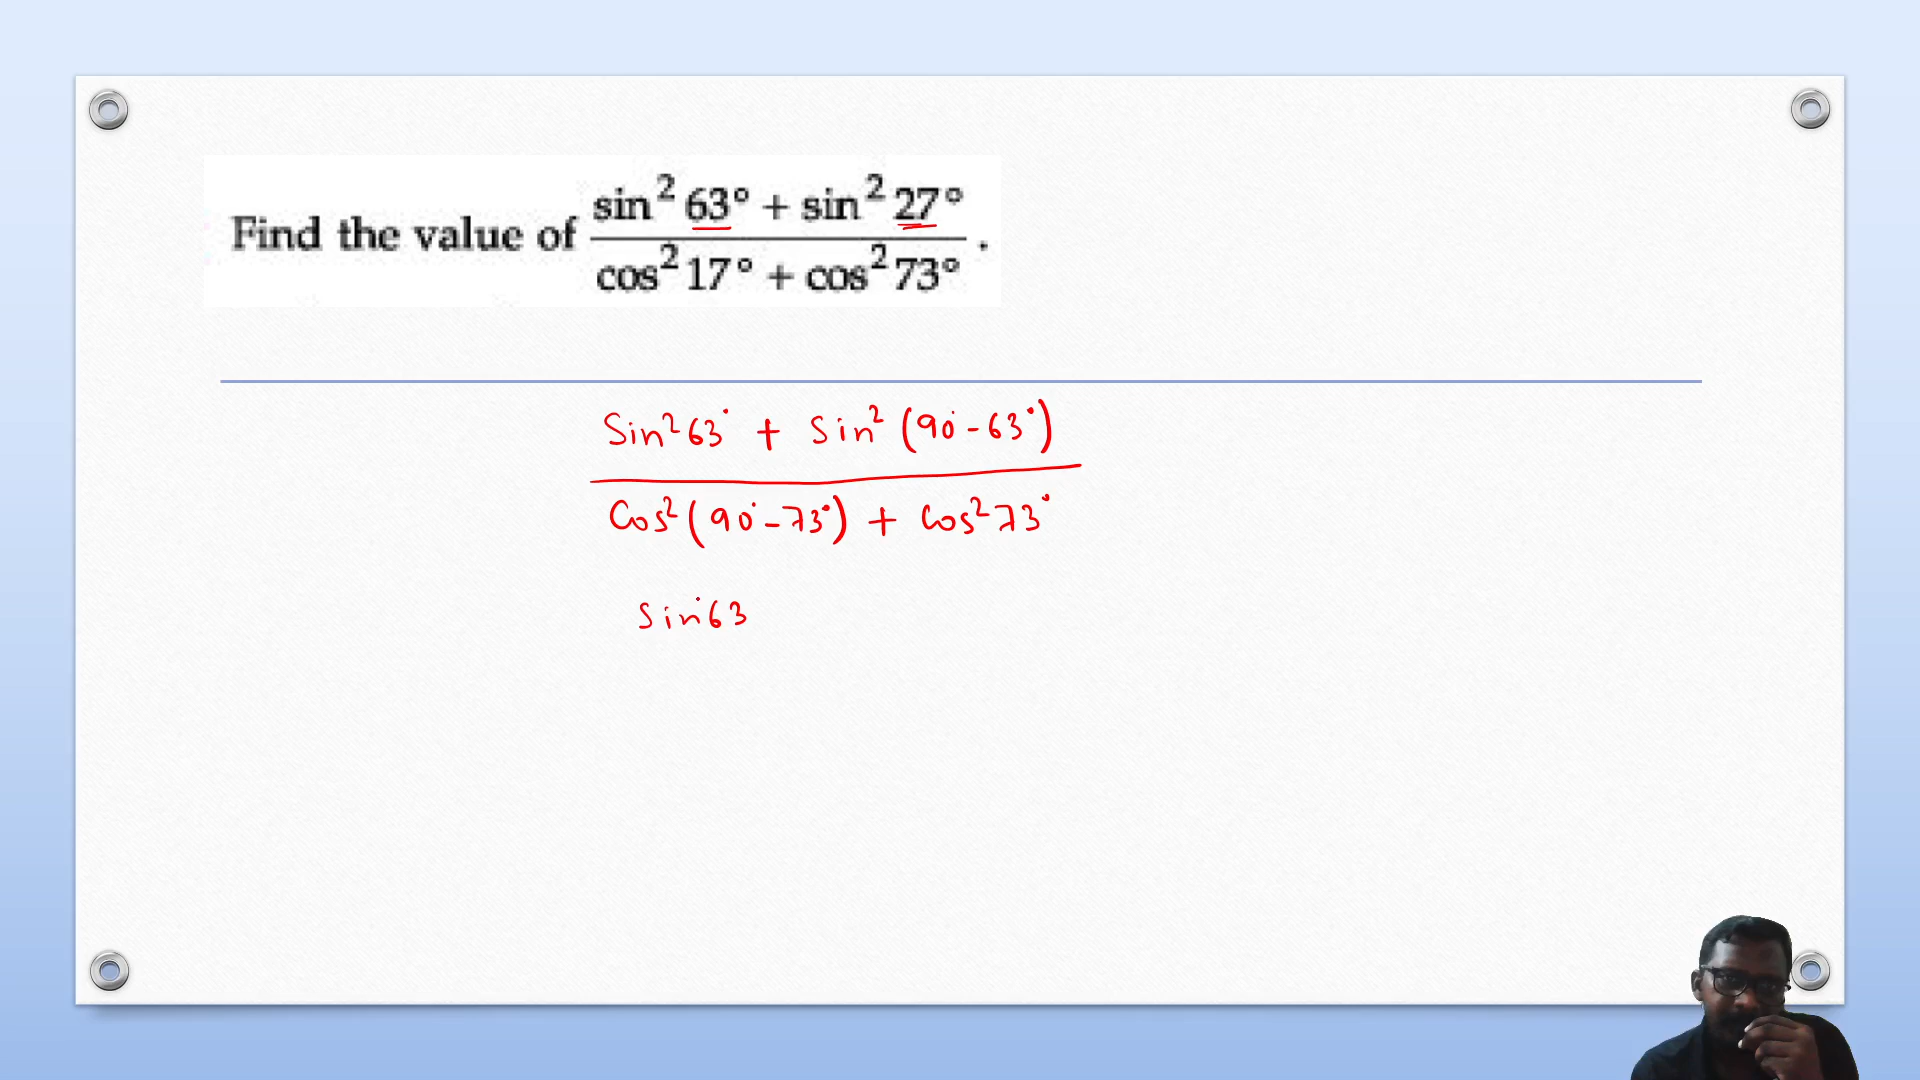 Find the value of sin² 63° + sin² 27° / cos² 17° + cos² 73° .
Sin² 63° + Sin² (90° - 63°)
Cos² (90° - 73°) + Cos² 73°
Sin 63